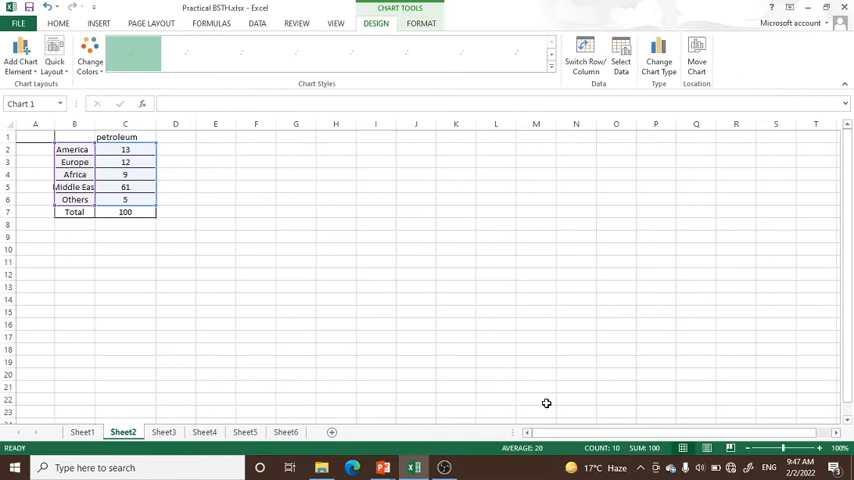 Practical BSTH.xlsx - Excel
CHART TOOLS
FILE HOME INSERT PAGE LAYOUT FORMULAS DATA REVIEW VIEW DESIGN FORMAT Microsoft account
Add Chart Element
Quick Layout
Change Colors
Switch Row/ Column
Select Data
Change Chart Type
Move Chart
Chart Layouts Chart Styles Data Type Location
Chart 1
fx
A B C D E F G H I J K L M N O P Q R S T
1 petroleum
2 America 13
3 Europe 12
4 Africa 9
5 Middle Eas 61
6 Others 5
7 Total 100
8
9
10
11
12
13
14
15
16
17
18
19
20
21
22
23
Sheet1 Sheet2 Sheet3 Sheet4 Sheet5 Sheet6
READY AVERAGE: 20 COUNT: 10 SUM: 100 100%
Type here to search 17°C Haze ENG 9:47 AM
2/2/2022